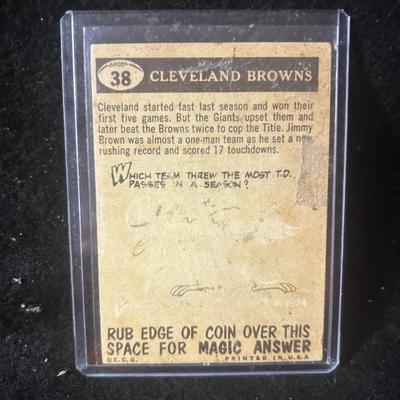 38 CLEVELAND BROWNS
Cleveland started fast last season and won their
first five games. But the Giants upset them and
later beat the Browns twice to cop the Title. Jimmy
Brown was almost a one-man team as he set a new
rushing record and scored 17 touchdowns.
WHICH TEAM THREW THE MOST T.D.
PASSES IN A SEASON?
RUB EDGE OF COIN OVER THIS
SPACE FOR MAGIC ANSWER
©T.C.G. PRINTED IN U.S.A